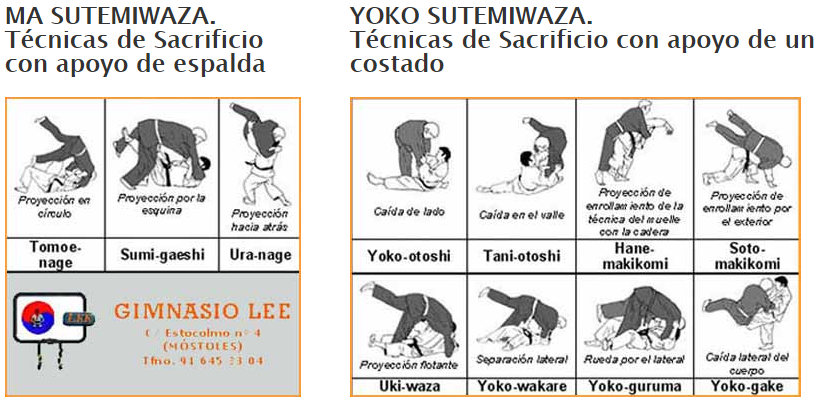 MA SUTEMIWAZA.
Técnicas de Sacrificio
con apoyo de espalda
Proyección en
círculo
Proyección por la
esquina
Proyección
hacia atrás
Tomoe-
nage
Sumi-gaeshi
Ura-nage
LEE
GIMNASIO LEE
C / Estocolmo nº 4
(MÓSTOLES)
Tfno. 91 645 23 04
YOKO SUTEMIWAZA.
Técnicas de Sacrificio con apoyo de un
costado
Caída de lado
Caída en el valle
Proyección de
enrollamiento de la
técnica del muelle
con la cadera
Proyección de
enrollamiento por
el exterior
Yoko-otoshi
Tani-otoshi
Hane-
makikomi
Soto-
makikomi
Proyección flotante
Separación lateral
Rueda por el lateral
Caída lateral del
cuerpo
Uki-waza
Yoko-wakare
Yoko-guruma
Yoko-gake